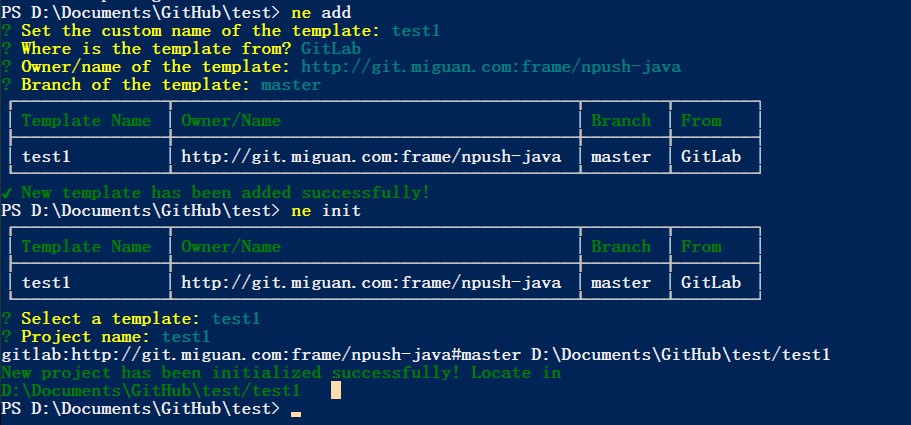 PS D:\Documents\GitHub\test> ne add
? Set the custom name of the template: test1
? Where is the template from? GitLab
? Owner/name of the template: http://git.miguan.com:frame/npush-java
? Branch of the template: master
Template Name Owner/Name Branch From
test1 http://git.miguan.com:frame/npush-java master GitLab
✔ New template has been added successfully!
PS D:\Documents\GitHub\test> ne init
Template Name Owner/Name Branch From
test1 http://git.miguan.com:frame/npush-java master GitLab
? Select a template: test1
? Project name: test1
gitlab:http://git.miguan.com:frame/npush-java#master D:\Documents\GitHub\test/test1
New project has been initialized successfully! Locate in
D:\Documents\GitHub\test/test1
PS D:\Documents\GitHub\test>